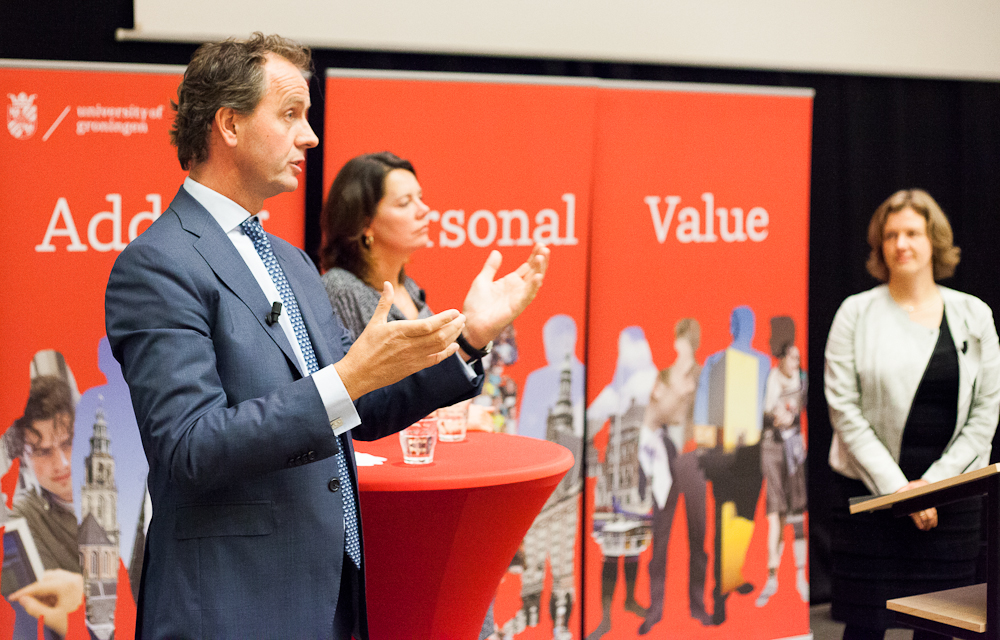 university of
groningen
Add
rsonal
Value